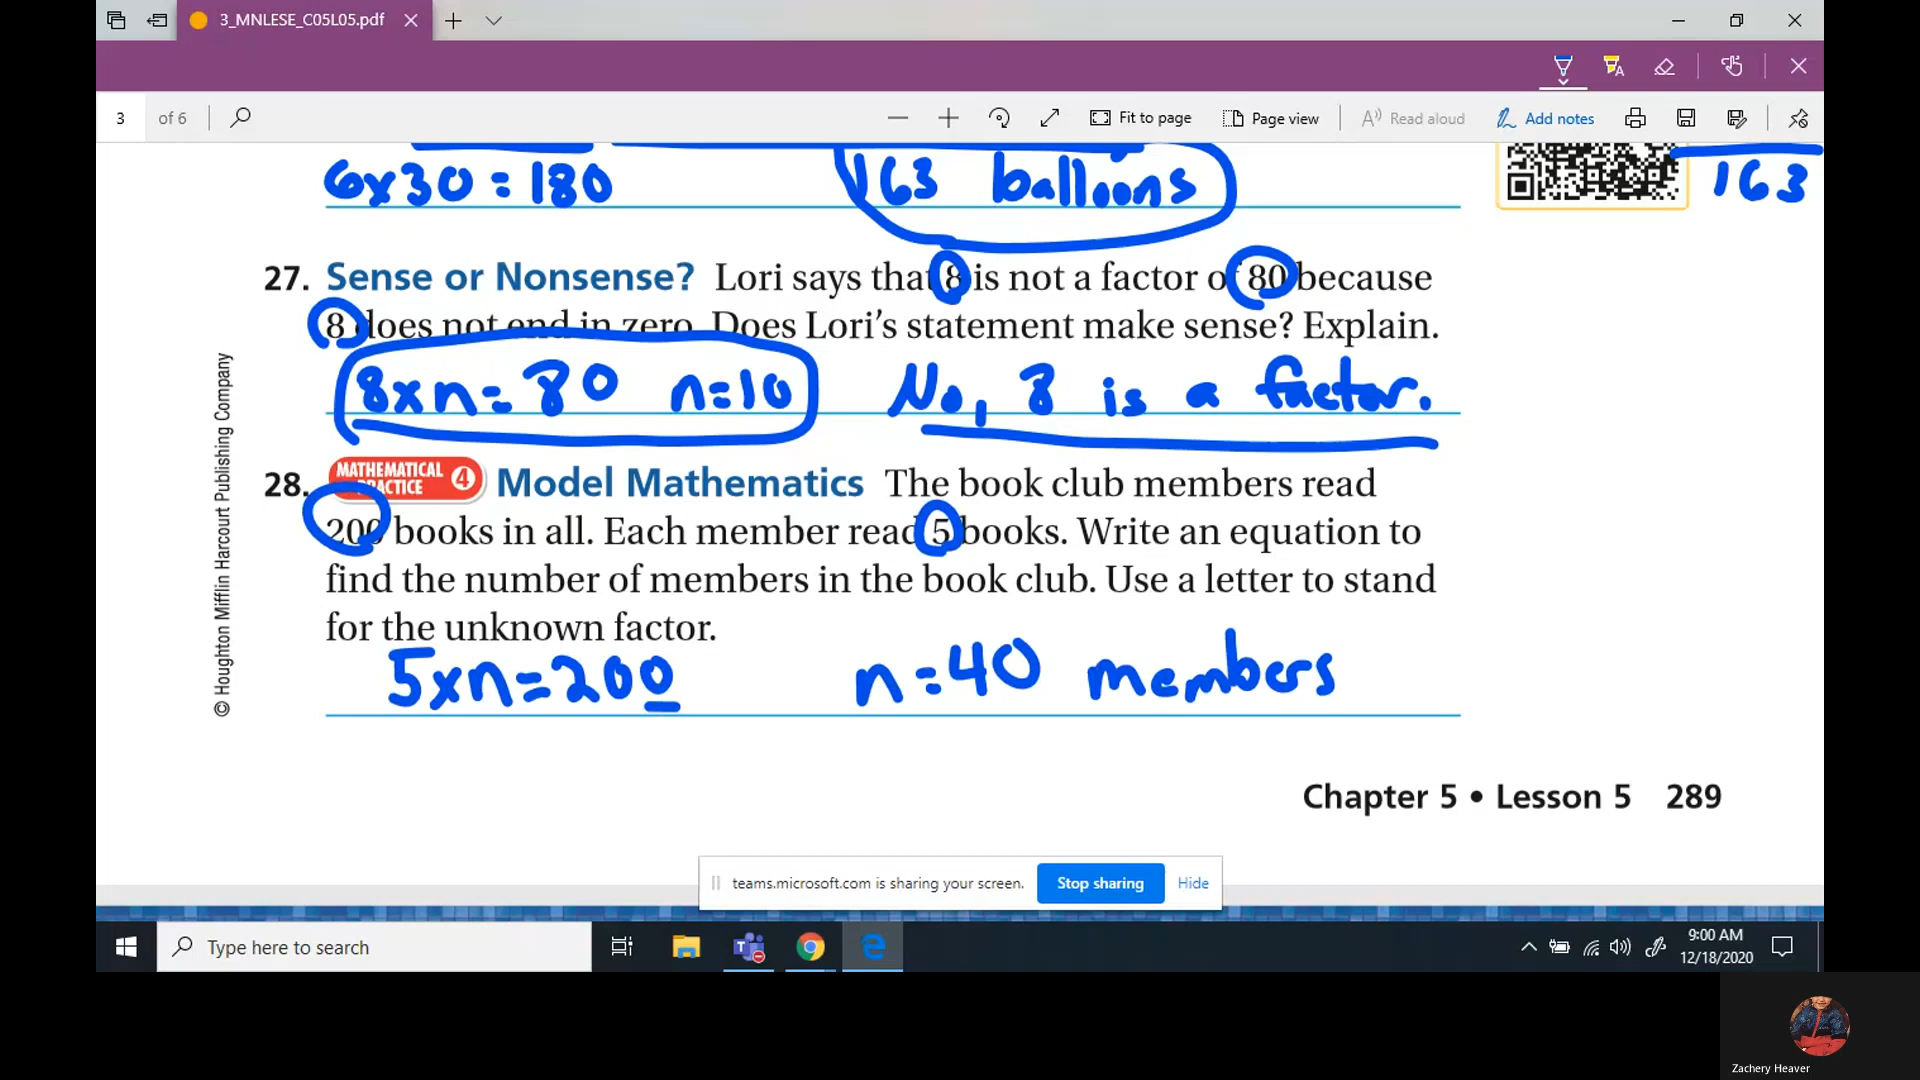 3_MNLESE_C05L05.pdf
3 of 6 Fit to page Page view Read aloud Add notes
6x30=180 163 balloons 163
27. Sense or Nonsense? Lori says that 8 is not a factor of 80 because
8 does not end in zero. Does Lori's statement make sense? Explain.
8xn=80 n=10 No, 8 is a factor.
28. MATHEMATICAL PRACTICE 4 Model Mathematics The book club members read
200 books in all. Each member read 5 books. Write an equation to
find the number of members in the book club. Use a letter to stand
for the unknown factor.
5xn=200 n=40 members
© Houghton Mifflin Harcourt Publishing Company
Chapter 5 • Lesson 5 289
teams.microsoft.com is sharing your screen. Stop sharing Hide
Type here to search
9:00 AM
12/18/2020
Zachery Heaver